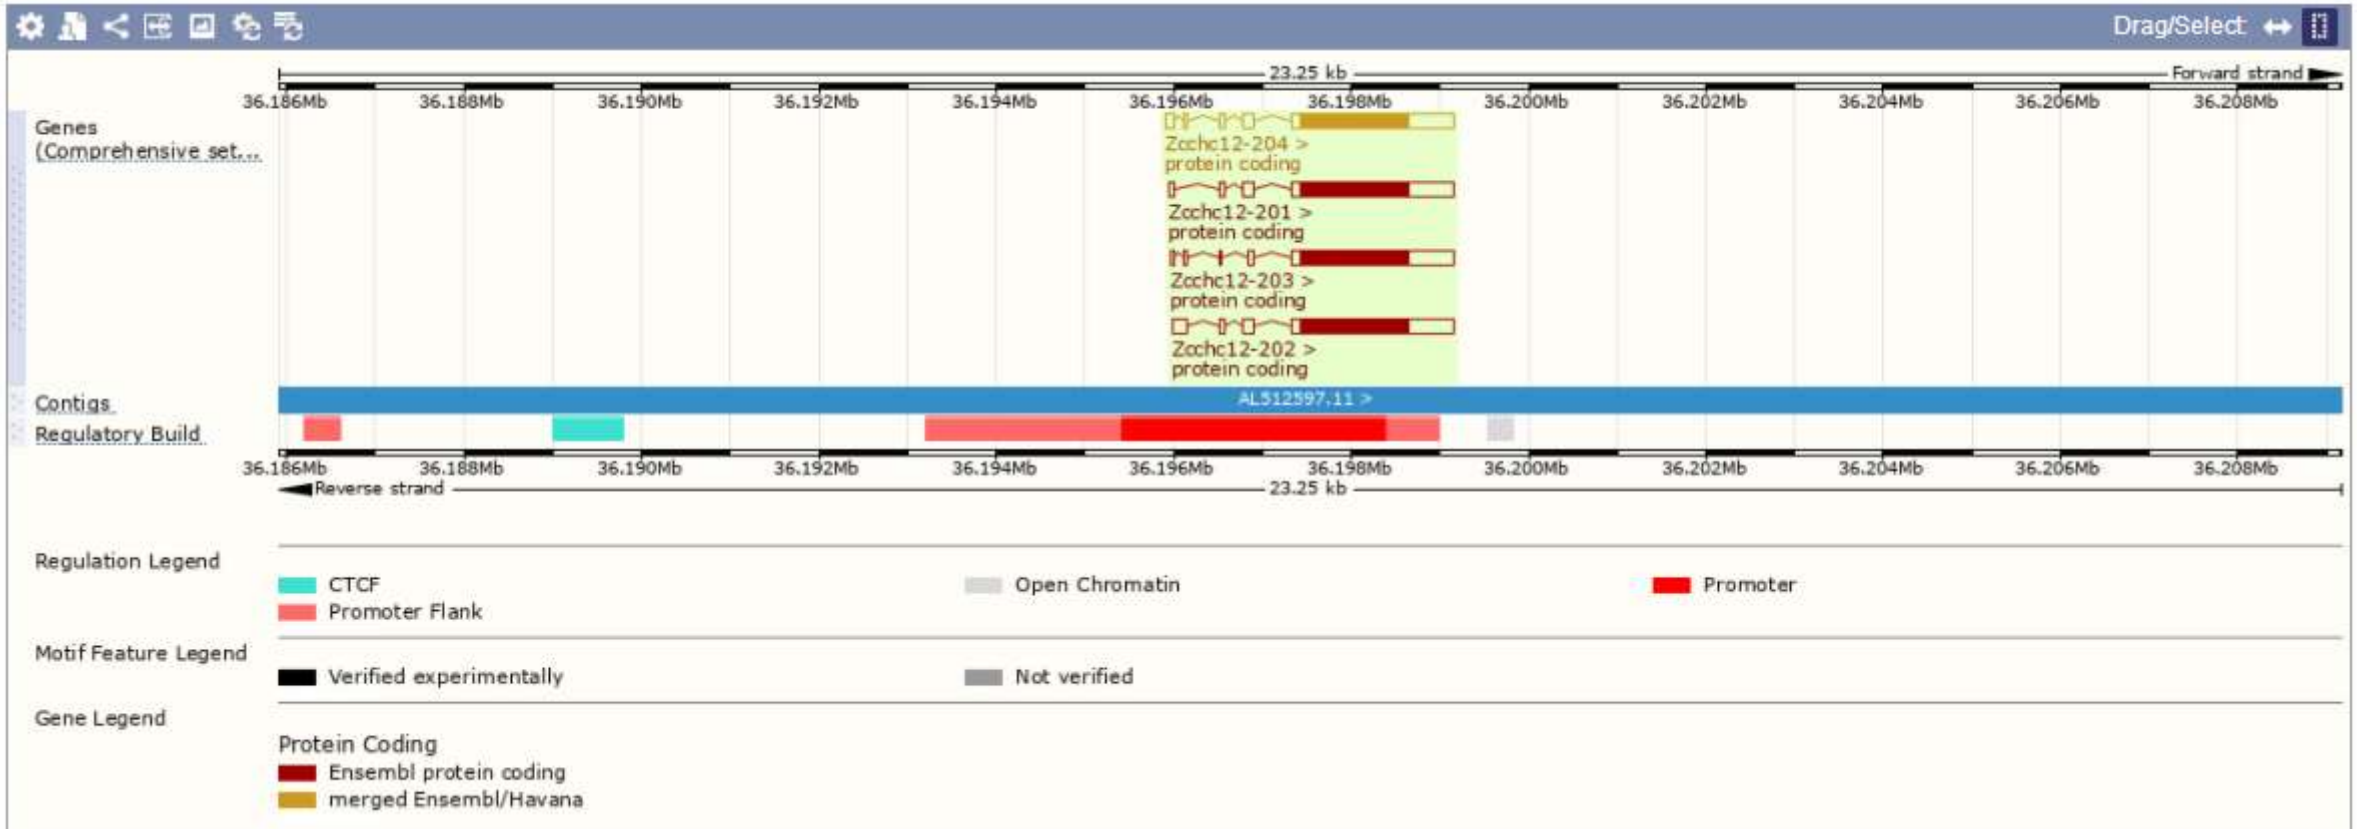 Drag/Select:
23.25 kb Forward strand
36.186Mb 36.188Mb 36.190Mb 36.192Mb 36.194Mb 36.196Mb 36.198Mb 36.200Mb 36.202Mb 36.204Mb 36.206Mb 36.208Mb
Genes
(Comprehensive set...
Zcchc12-204 >
protein coding
Zcchc12-201 >
protein coding
Zcchc12-203 >
protein coding
Zcchc12-202 >
protein coding
Contigs AL512597.11 >
Regulatory Build
36.186Mb 36.188Mb 36.190Mb 36.192Mb 36.194Mb 36.196Mb 36.198Mb 36.200Mb 36.202Mb 36.204Mb 36.206Mb 36.208Mb
Reverse strand 23.25 kb
Regulation Legend
CTCF Open Chromatin Promoter
Promoter Flank
Motif Feature Legend
Verified experimentally Not verified
Gene Legend
Protein Coding
Ensembl protein coding
merged Ensembl/Havana